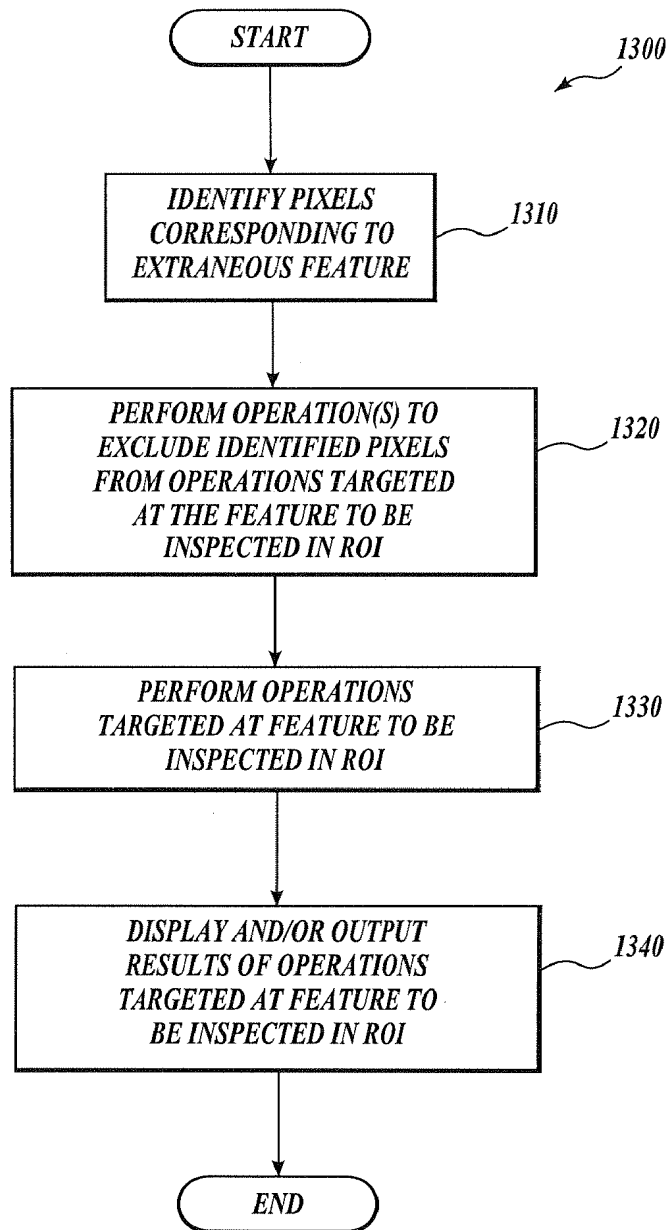 START
1300
IDENTIFY PIXELS
CORRESPONDING TO
EXTRANEOUS FEATURE
1310
PERFORM OPERATION(S) TO
EXCLUDE IDENTIFIED PIXELS
FROM OPERATIONS TARGETED
AT THE FEATURE TO BE
INSPECTED IN ROI
1320
PERFORM OPERATIONS
TARGETED AT FEATURE TO BE
INSPECTED IN ROI
1330
DISPLAY AND/OR OUTPUT
RESULTS OF OPERATIONS
TARGETED AT FEATURE TO
BE INSPECTED IN ROI
1340
END